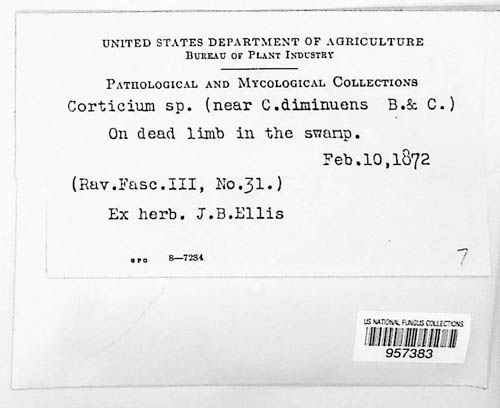 UNITED STATES DEPARTMENT OF AGRICULTURE
BUREAU OF PLANT INDUSTRY
PATHOLOGICAL AND MYCOLOGICAL COLLECTIONS
Corticium sp. (near C.diminuens B.& C.)
On dead limb in the swamp.
Feb.10,1872
(Rav.Fasc.III, No.31.)
Ex herb. J.B.Ellis
GPO 8—7234
7
US NATIONAL FUNGUS COLLECTIONS
957383